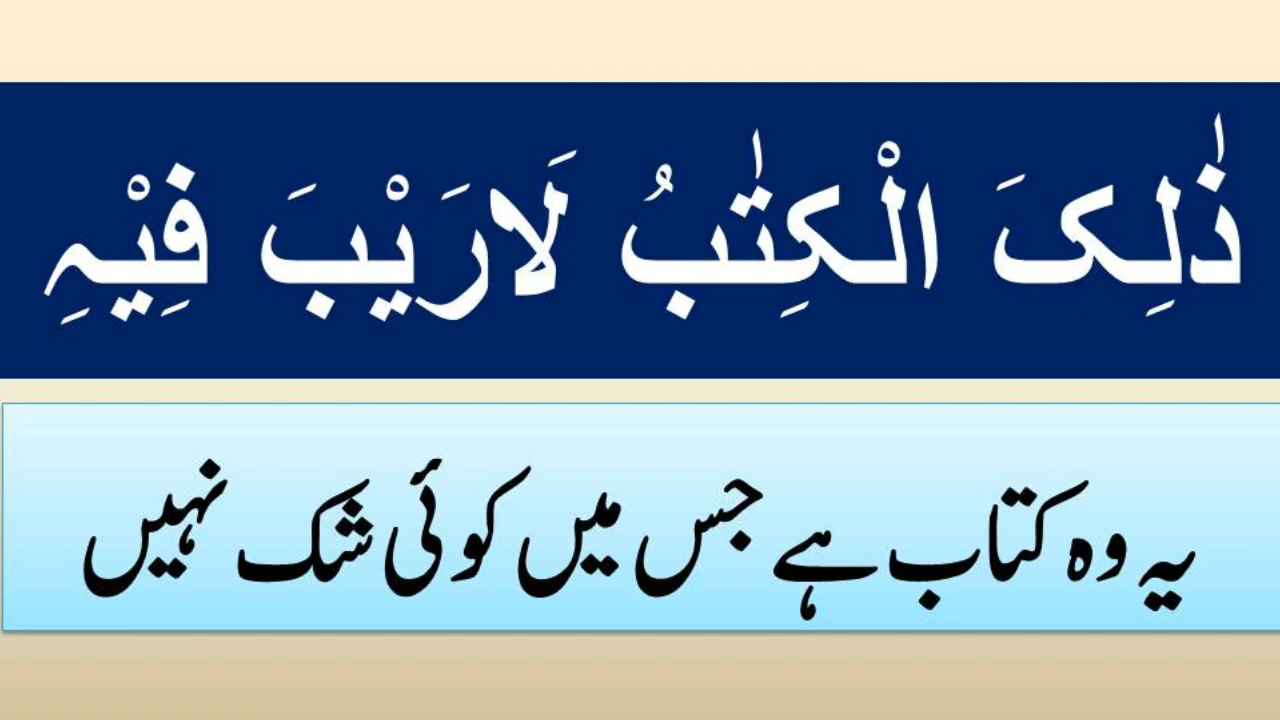 ذٰلِکَ الْکِتٰبُ لَارَیْبَ فِیْہِ
یہ وہ کتاب ہے جس میں کوئی شک نہیں